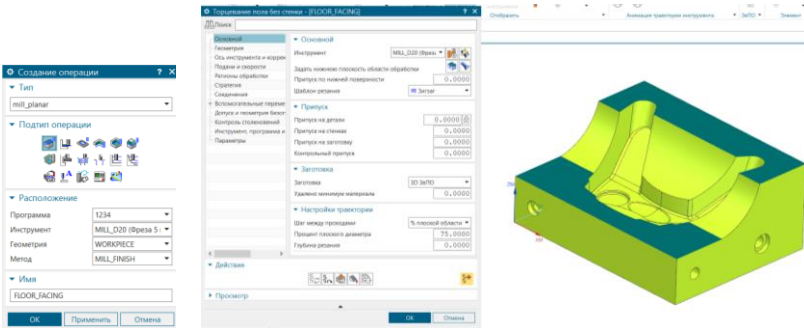 Создание операции
Тип
mill_planar
Подтип операции
Расположение
Программа 1234
Инструмент MILL_D20 (Фреза 5
Геометрия WORKPIECE
Метод MILL_FINISH
Имя
FLOOR_FACING
ОК Применить Отмена
Торцевание пола без стенки - [FLOOR_FACING]
Поиск
Основной
Геометрия
Ось инструмента и коррек
Подачи и скорости
Регионы обработки
Стратегия
Соединения
Вспомогательные переме
Допуск и геометрия безоп
Контроль столкновений
Инструмент, программа и
Параметры
Основной
Инструмент MILL_D20 (Фреза
Задать нижнюю плоскость области обработки
Припуск по нижней поверхности 0.0000
Шаблон резания Зигзаг
Припуск
Припуск на детали 0.0000
Припуск на стенках 0.0000
Припуск на заготовку 0.0000
Контрольный припуск 0.0000
Заготовка
Заготовка 3D ЗвПО
Удалено минимую материала 0.0000
Настройки траектории
Шаг между проходами % плоской области
Процент плоского диаметра 75.0000
Глубина резания 0.0000
Действия
Просмотр
ОК Отмена
Отобразить Анимация траектории инструмента ЗвПО Элемент